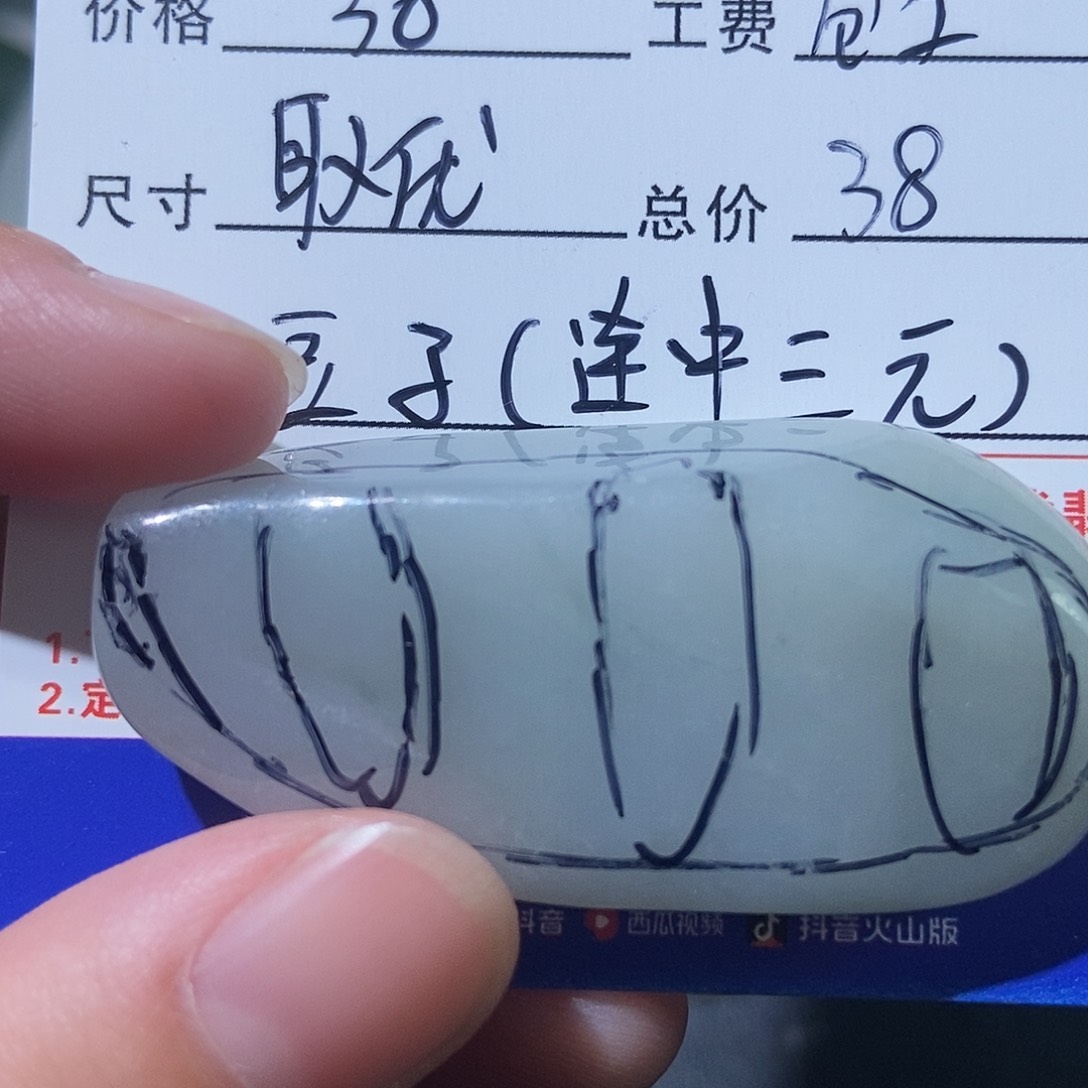 价格 38 工费 包工
尺寸 取优 总价 38
豆子(连中三元)
1.
2.定
抖音 西瓜视频 抖音火山版